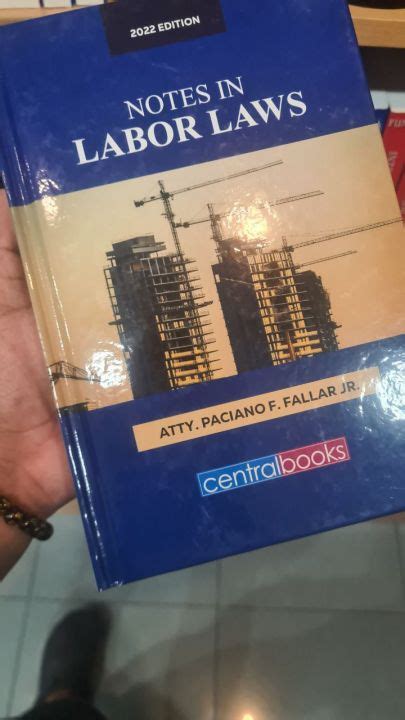 2022 EDITION
NOTES IN
LABOR LAWS
ATTY. PACIANO F. FALLAR JR.
centralbooks